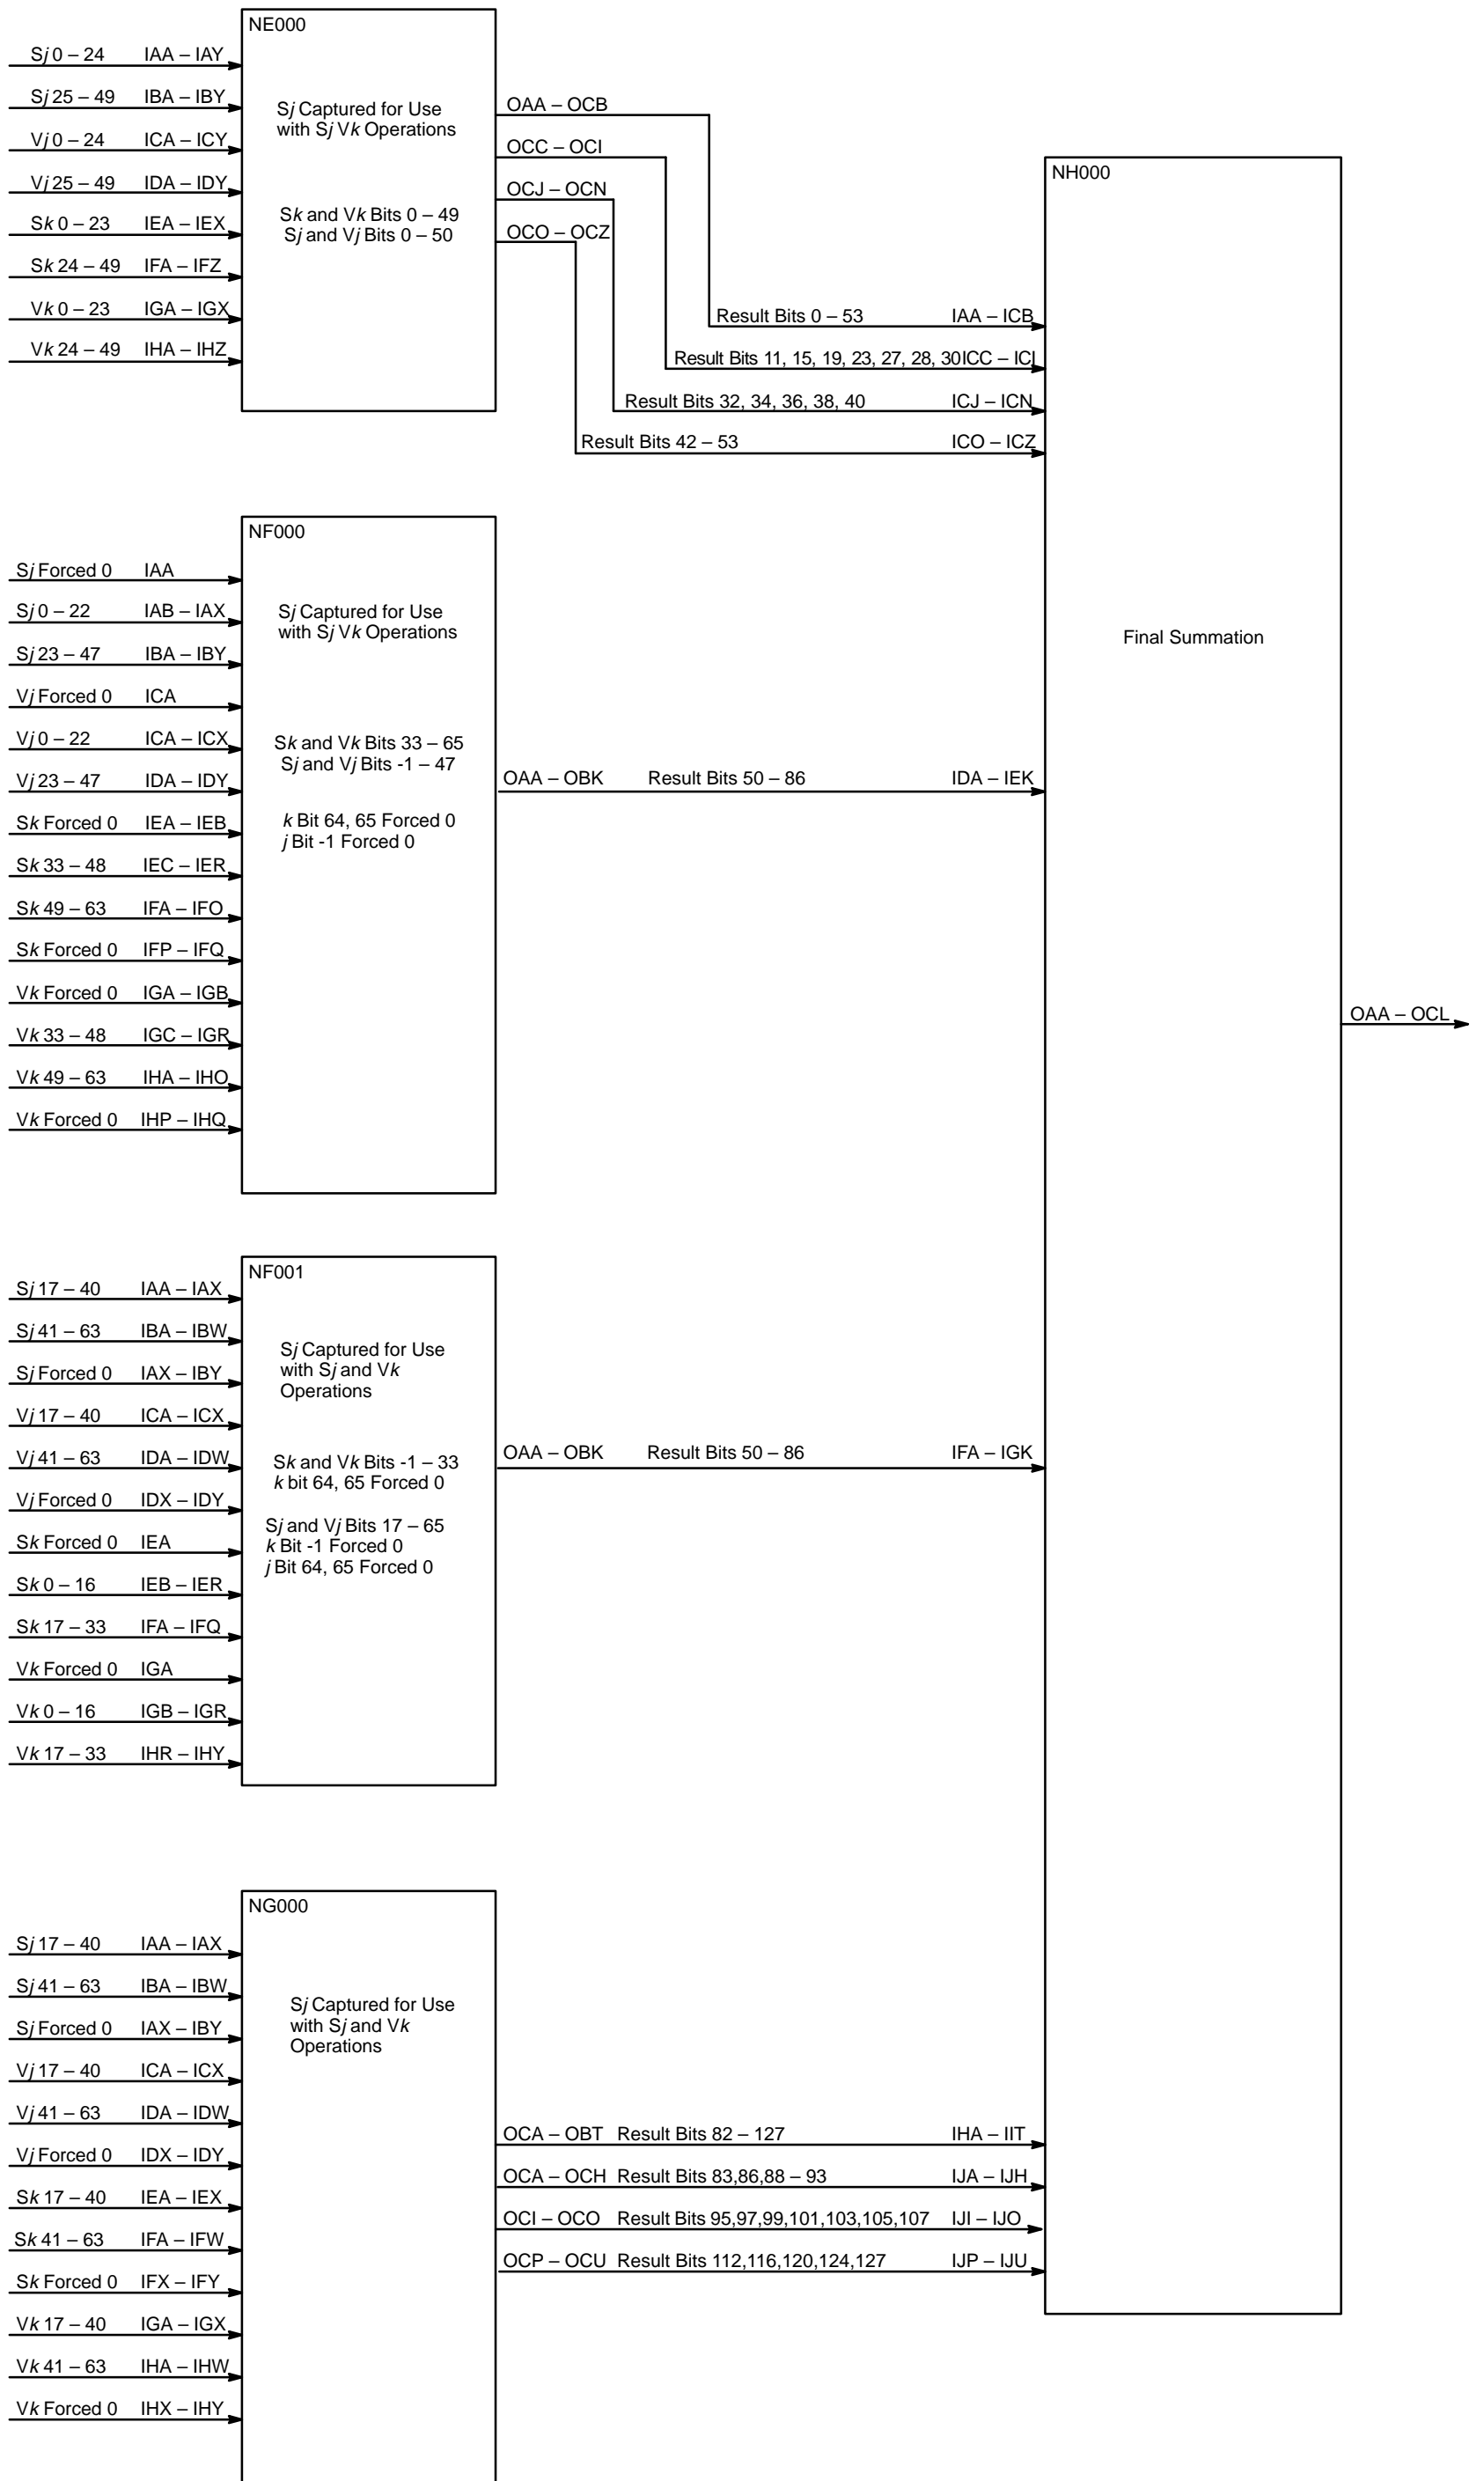 NE000
Sj 0 – 24 IAA – IAY
Sj 25 – 49 IBA – IBY
Vj 0 – 24 ICA – ICY
Vj 25 – 49 IDA – IDY
Sk 0 – 23 IEA – IEX
Sk 24 – 49 IFA – IFZ
Vk 0 – 23 IGA – IGX
Vk 24 – 49 IHA – IHZ
Sj Captured for Use
with Sj Vk Operations
Sk and Vk Bits 0 – 49
Sj and Vj Bits 0 – 50
OAA – OCB
OCC – OCI
OCJ – OCN
OCO – OCZ
Result Bits 0 – 53 IAA – ICB
Result Bits 11, 15, 19, 23, 27, 28, 30 ICC – ICI
Result Bits 32, 34, 36, 38, 40 ICJ – ICN
Result Bits 42 – 53 ICO – ICZ
NH000
Final Summation
OAA – OCL
NF000
Sj Forced 0 IAA
Sj 0 – 22 IAB – IAX
Sj 23 – 47 IBA – IBY
Vj Forced 0 ICA
Vj 0 – 22 ICA – ICX
Vj 23 – 47 IDA – IDY
Sk Forced 0 IEA – IEB
Sk 33 – 48 IEC – IER
Sk 49 – 63 IFA – IFO
Sk Forced 0 IFP – IFQ
Vk Forced 0 IGA – IGB
Vk 33 – 48 IGC – IGR
Vk 49 – 63 IHA – IHO
Vk Forced 0 IHP – IHQ
Sj Captured for Use
with Sj Vk Operations
Sk and Vk Bits 33 – 65
Sj and Vj Bits -1 – 47
k Bit 64, 65 Forced 0
j Bit -1 Forced 0
OAA – OBK Result Bits 50 – 86 IDA – IEK
NF001
Sj 17 – 40 IAA – IAX
Sj 41 – 63 IBA – IBW
Sj Forced 0 IAX – IBY
Vj 17 – 40 ICA – ICX
Vj 41 – 63 IDA – IDW
Vj Forced 0 IDX – IDY
Sk Forced 0 IEA
Sk 0 – 16 IEB – IER
Sk 17 – 33 IFA – IFQ
Vk Forced 0 IGA
Vk 0 – 16 IGB – IGR
Vk 17 – 33 IHR – IHY
Sj Captured for Use
with Sj and Vk
Operations
Sk and Vk Bits -1 – 33
k bit 64, 65 Forced 0
Sj and Vj Bits 17 – 65
k Bit -1 Forced 0
j Bit 64, 65 Forced 0
OAA – OBK Result Bits 50 – 86 IFA – IGK
NG000
Sj 17 – 40 IAA – IAX
Sj 41 – 63 IBA – IBW
Sj Forced 0 IAX – IBY
Vj 17 – 40 ICA – ICX
Vj 41 – 63 IDA – IDW
Vj Forced 0 IDX – IDY
Sk 17 – 40 IEA – IEX
Sk 41 – 63 IFA – IFW
Sk Forced 0 IFX – IFY
Vk 17 – 40 IGA – IGX
Vk 41 – 63 IHA – IHW
Vk Forced 0 IHX – IHY
Sj Captured for Use
with Sj and Vk
Operations
OCA – OBT Result Bits 82 – 127 IHA – IIT
OCA – OCH Result Bits 83,86,88 – 93 IJA – IJH
OCI – OCO Result Bits 95,97,99,101,103,105,107 IJI – IJO
OCP – OCU Result Bits 112,116,120,124,127 IJP – IJU